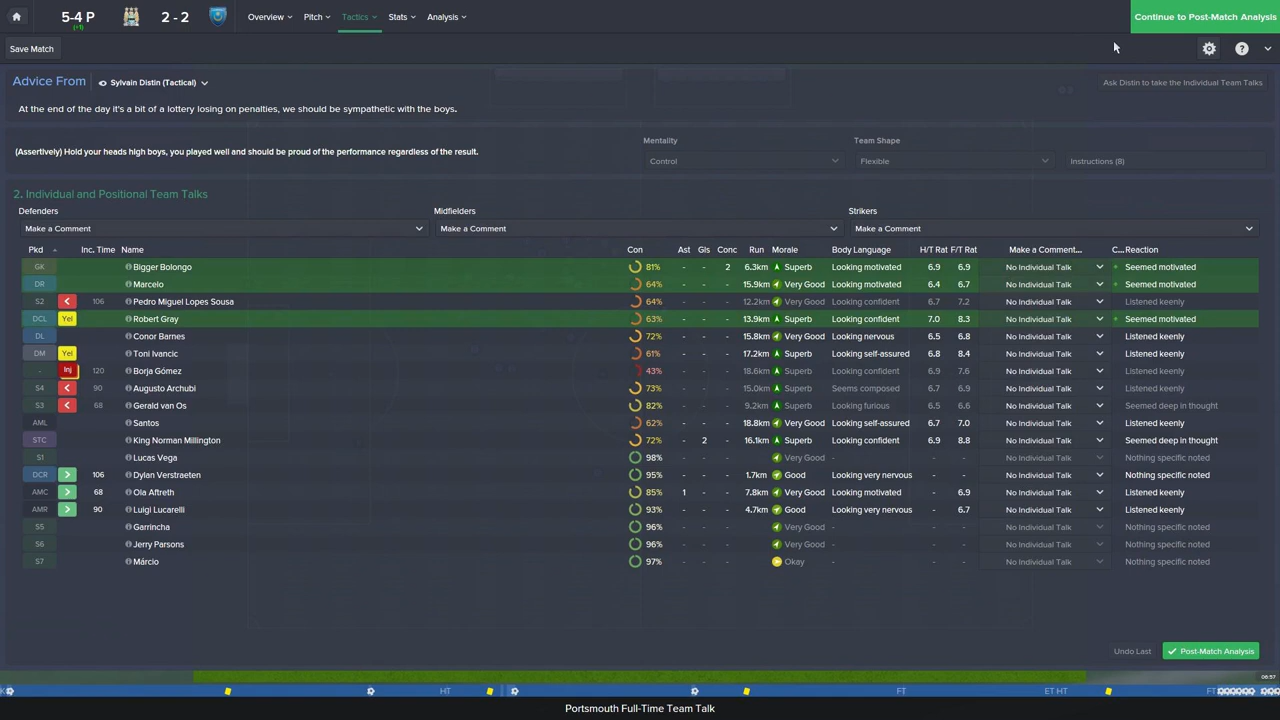 5-4 P
(+1)
2 - 2
Overview
Pitch
Tactics
Stats
Analysis
Continue to Post-Match Analysis
Save Match
Advice From
Sylvain Distin (Tactical)
Ask Distin to take the Individual Team Talks
At the end of the day it's a bit of a lottery losing on penalties, we should be sympathetic with the boys.
(Assertively) Hold your heads high boys, you played well and should be proud of the performance regardless of the result.
Mentality
Team Shape
Control
Flexible
Instructions (8)
2. Individual and Positional Team Talks
Defenders Midfielders Strikers
Make a Comment Make a Comment Make a Comment
Pkd Inc. Time Name Con Ast Gls Conc Run Morale Body Language H/T Rat F/T Rat Make a Comment... C... Reaction
GK Bigger Bolongo 81% - - 2 6.3km Superb Looking motivated 6.9 6.9 No Individual Talk Seemed motivated
DR Marcelo 64% - - - 15.9km Very Good Looking motivated 6.4 6.7 No Individual Talk Seemed motivated
S2 106 Pedro Miguel Lopes Sousa 64% - - - 12.2km Very Good Looking confident 6.7 7.2 No Individual Talk Listened keenly
DCL Yel Robert Gray 63% - - - 13.9km Superb Looking confident 7.0 8.3 No Individual Talk Seemed motivated
DL Conor Barnes 72% - - - 15.8km Very Good Looking nervous 6.5 6.8 No Individual Talk Listened keenly
DM Yel Toni Ivancic 61% - - - 17.2km Superb Looking self-assured 6.8 8.4 No Individual Talk Listened keenly
- Inj 120 Borja Gómez 43% - - - 18.6km Superb Looking confident 6.9 7.6 No Individual Talk Listened keenly
S4 90 Augusto Archubi 73% - - - 15.0km Superb Seems composed 6.7 6.9 No Individual Talk Listened keenly
S3 68 Gerald van Os 82% - - - 9.2km Superb Looking furious 6.5 6.6 No Individual Talk Seemed deep in thought
AML Santos 62% - - - 18.8km Very Good Looking self-assured 6.7 7.0 No Individual Talk Listened keenly
STC King Norman Millington 72% - 2 - 16.1km Superb Looking confident 6.9 8.8 No Individual Talk Seemed deep in thought
S1 Lucas Vega 98% Very Good - - - No Individual Talk Nothing specific noted
DCR 106 Dylan Verstraeten 95% - - - 1.7km Good Looking very nervous - - No Individual Talk Nothing specific noted
AMC 68 Ola Aftreth 85% 1 - - 7.8km Very Good Looking motivated - 6.9 No Individual Talk Listened keenly
AMR 90 Luigi Lucarelli 93% - - - 4.7km Good Looking very nervous - 6.7 No Individual Talk Listened keenly
S5 Garrincha 96% Very Good - - - No Individual Talk Nothing specific noted
S6 Jerry Parsons 96% Very Good - - - No Individual Talk Nothing specific noted
S7 Márcio 97% Okay - - - No Individual Talk Nothing specific noted
Undo Last
Post-Match Analysis
06:57
HT FT ET HT FT
Portsmouth Full-Time Team Talk